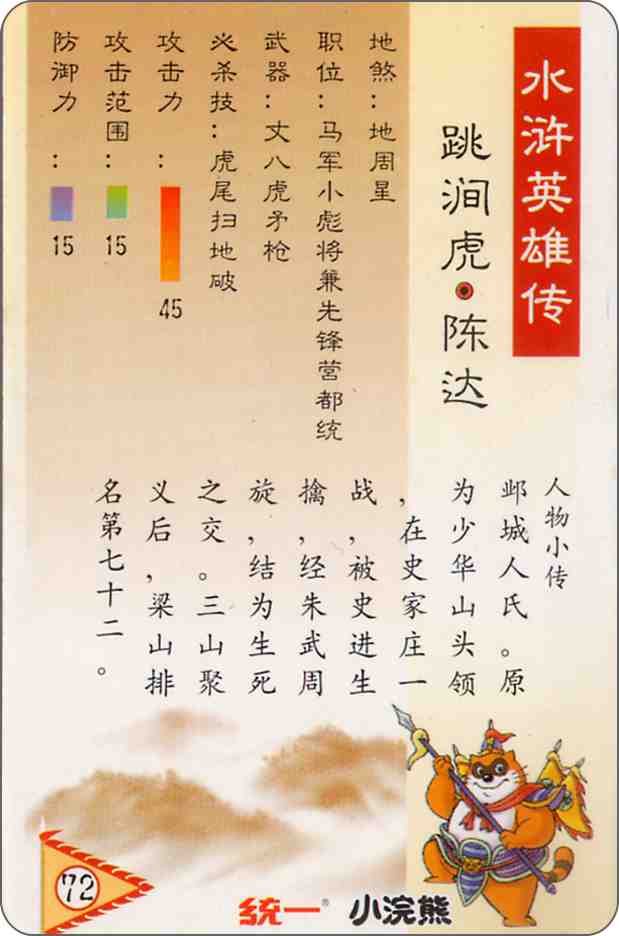 水浒英雄传
跳涧虎·陈达
地煞：地周星
职位：马军小彪将兼先锋营都统
武器：丈八虎矛枪
必杀技：虎尾扫地破
攻击力：
45
攻击范围：
15
防御力：
15
人物小传
邺城人氏。原
为少华山头领
，在史家庄一
战，被史进生
擒，经朱武周
旋，结为生死
之交。三山聚
义后，梁山排
名第七十二。
72
统一®
小浣熊